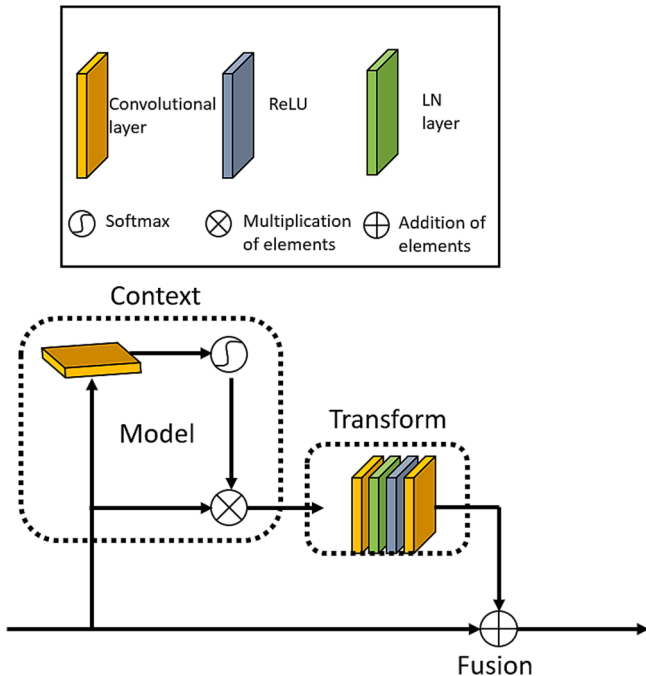 Convolutional
layer
ReLU
LN
layer
Softmax
Multiplication
of elements
Addition of
elements
Context
Model
Transform
Fusion